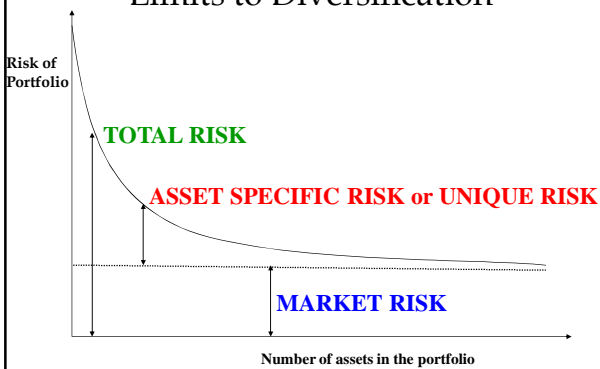 Limits to Diversification
Risk of
Portfolio
TOTAL RISK
ASSET SPECIFIC RISK or UNIQUE RISK
MARKET RISK
Number of assets in the portfolio